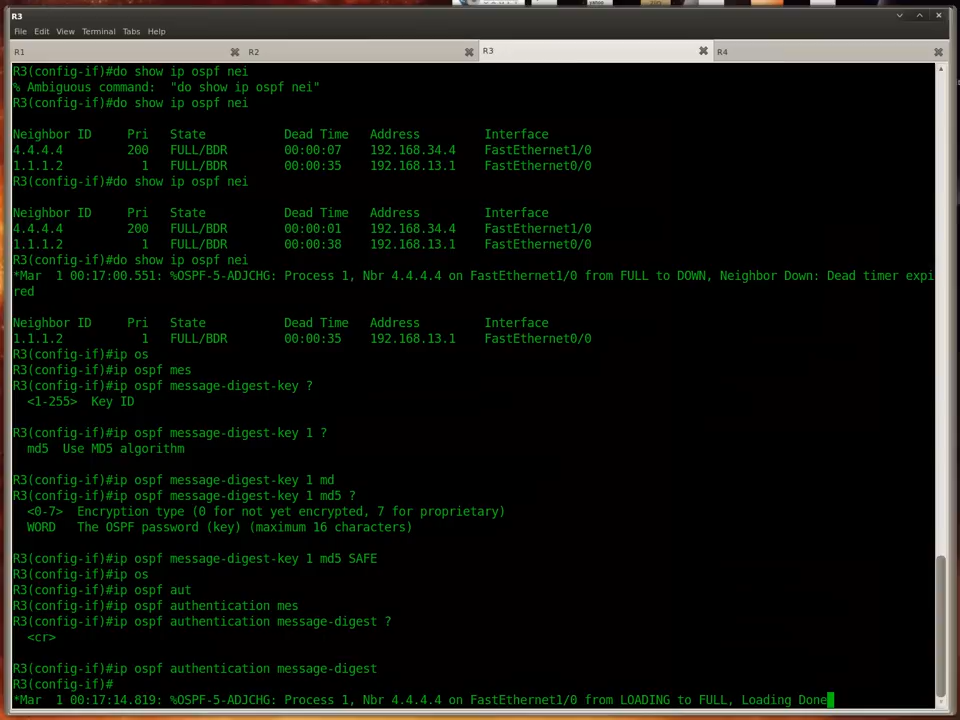 R3
File Edit View Terminal Tabs Help
R1 R2 R3 R4
R3(config-if)#do show ip ospf nei
% Ambiguous command:  "do show ip ospf nei"
R3(config-if)#do show ip ospf nei
Neighbor ID     Pri   State           Dead Time   Address         Interface
4.4.4.4         200   FULL/BDR        00:00:07    192.168.34.4    FastEthernet1/0
1.1.1.2           1   FULL/BDR        00:00:35    192.168.13.1    FastEthernet0/0
R3(config-if)#do show ip ospf nei
Neighbor ID     Pri   State           Dead Time   Address         Interface
4.4.4.4         200   FULL/BDR        00:00:01    192.168.34.4    FastEthernet1/0
1.1.1.2           1   FULL/BDR        00:00:38    192.168.13.1    FastEthernet0/0
R3(config-if)#do show ip ospf nei
*Mar  1 00:17:00.551: %OSPF-5-ADJCHG: Process 1, Nbr 4.4.4.4 on FastEthernet1/0 from FULL to DOWN, Neighbor Down: Dead timer expi
red
Neighbor ID     Pri   State           Dead Time   Address         Interface
1.1.1.2           1   FULL/BDR        00:00:35    192.168.13.1    FastEthernet0/0
R3(config-if)#ip os
R3(config-if)#ip ospf mes
R3(config-if)#ip ospf message-digest-key ?
  <1-255>  Key ID
R3(config-if)#ip ospf message-digest-key 1 ?
  md5  Use MD5 algorithm
R3(config-if)#ip ospf message-digest-key 1 md
R3(config-if)#ip ospf message-digest-key 1 md5 ?
  <0-7>  Encryption type (0 for not yet encrypted, 7 for proprietary)
  WORD   The OSPF password (key) (maximum 16 characters)
R3(config-if)#ip ospf message-digest-key 1 md5 SAFE
R3(config-if)#ip os
R3(config-if)#ip ospf aut
R3(config-if)#ip ospf authentication mes
R3(config-if)#ip ospf authentication message-digest ?
  <cr>
R3(config-if)#ip ospf authentication message-digest
R3(config-if)#
*Mar  1 00:17:14.819: %OSPF-5-ADJCHG: Process 1, Nbr 4.4.4.4 on FastEthernet1/0 from LOADING to FULL, Loading Done